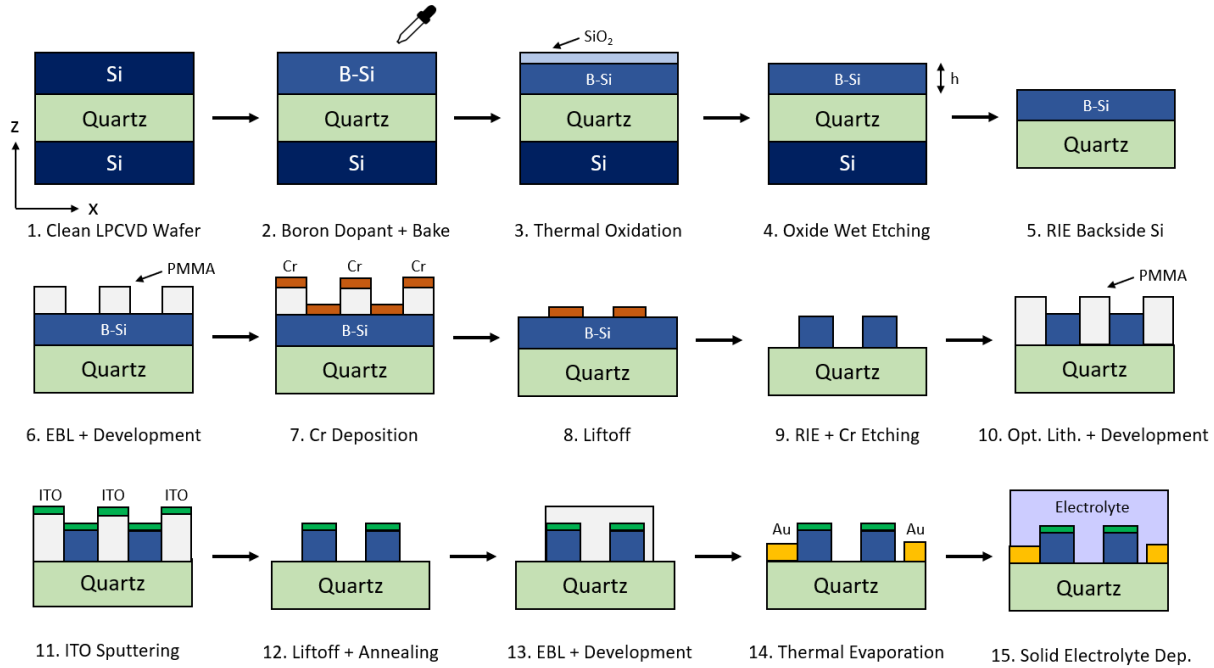 Si
Quartz
Si
z
x
1. Clean LPCVD Wafer
B-Si
Quartz
Si
2. Boron Dopant + Bake
SiO₂
B-Si
Quartz
Si
3. Thermal Oxidation
B-Si
h
Quartz
Si
4. Oxide Wet Etching
B-Si
Quartz
5. RIE Backside Si
PMMA
B-Si
Quartz
6. EBL + Development
Cr Cr Cr
B-Si
Quartz
7. Cr Deposition
B-Si
Quartz
8. Liftoff
Quartz
9. RIE + Cr Etching
PMMA
Quartz
10. Opt. Lith. + Development
ITO ITO ITO
Quartz
11. ITO Sputtering
Quartz
12. Liftoff + Annealing
Quartz
13. EBL + Development
Au Au
Quartz
14. Thermal Evaporation
Electrolyte
Quartz
15. Solid Electrolyte Dep.